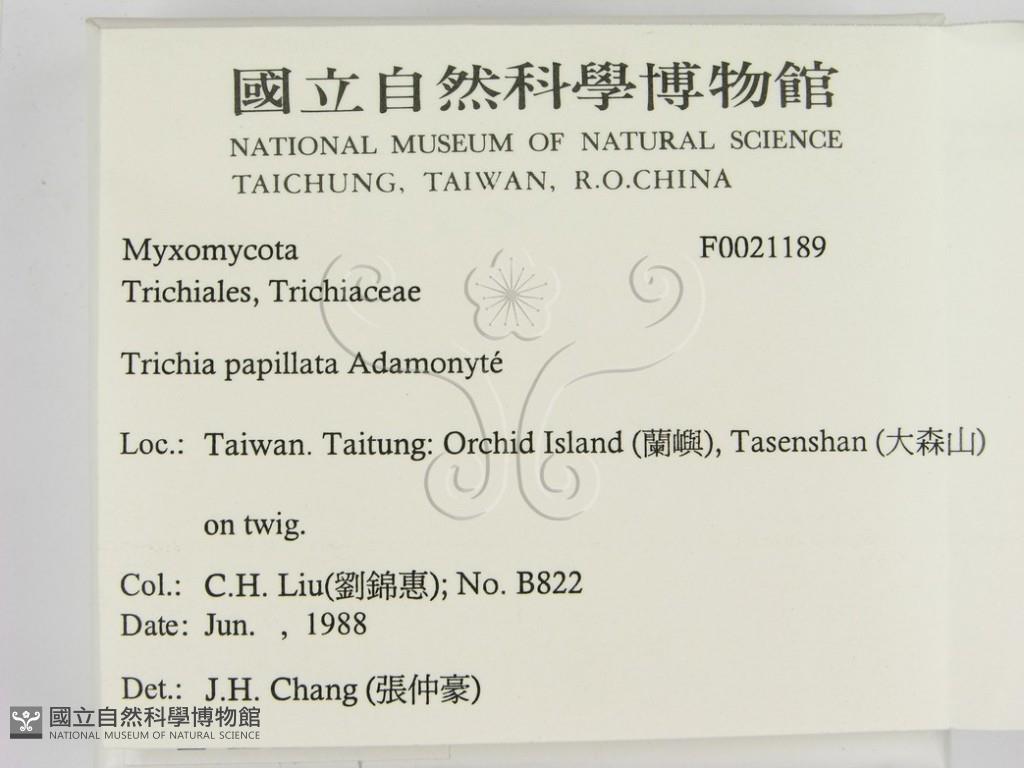 國立自然科學博物館
NATIONAL MUSEUM OF NATURAL SCIENCE
TAICHUNG, TAIWAN, R.O.CHINA
Myxomycota F0021189
Trichiales, Trichiaceae
Trichia papillata Adamonyté
Loc.: Taiwan. Taitung: Orchid Island (蘭嶼), Tasenshan (大森山)
on twig.
Col.: C.H. Liu(劉錦惠); No. B822
Date: Jun. , 1988
Det.: J.H. Chang (張仲豪)
國立自然科學博物館
NATIONAL MUSEUM OF NATURAL SCIENCE